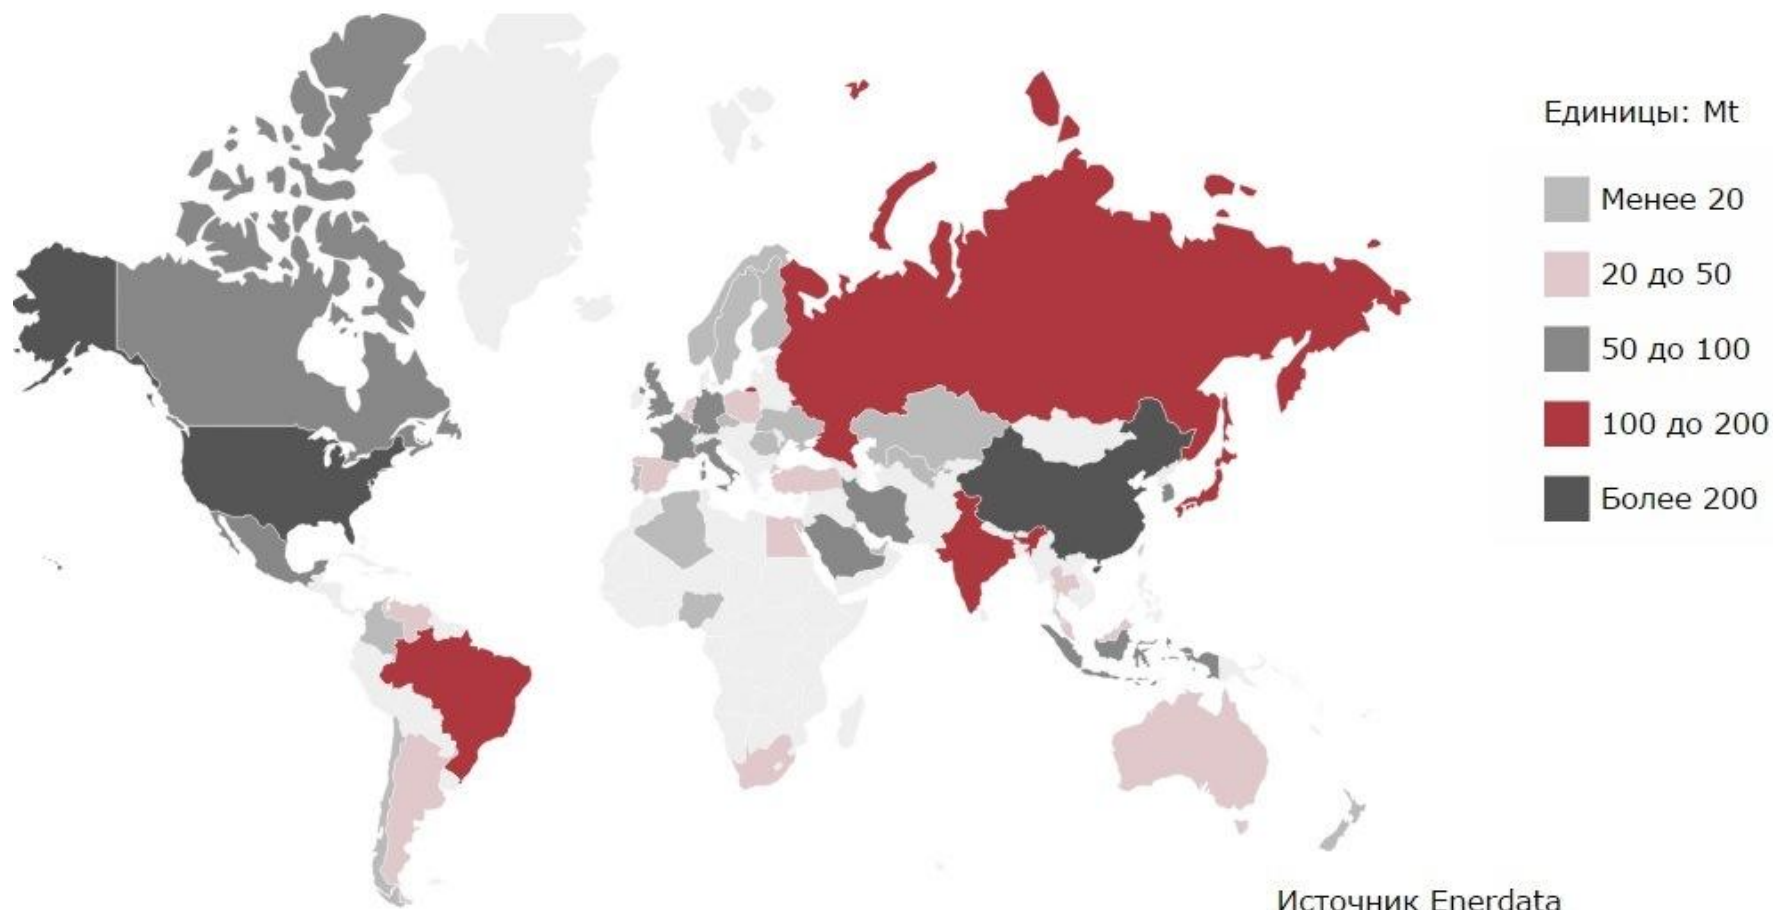 Единицы: Mt
Менее 20
20 до 50
50 до 100
100 до 200
Более 200
Источник Enerdata